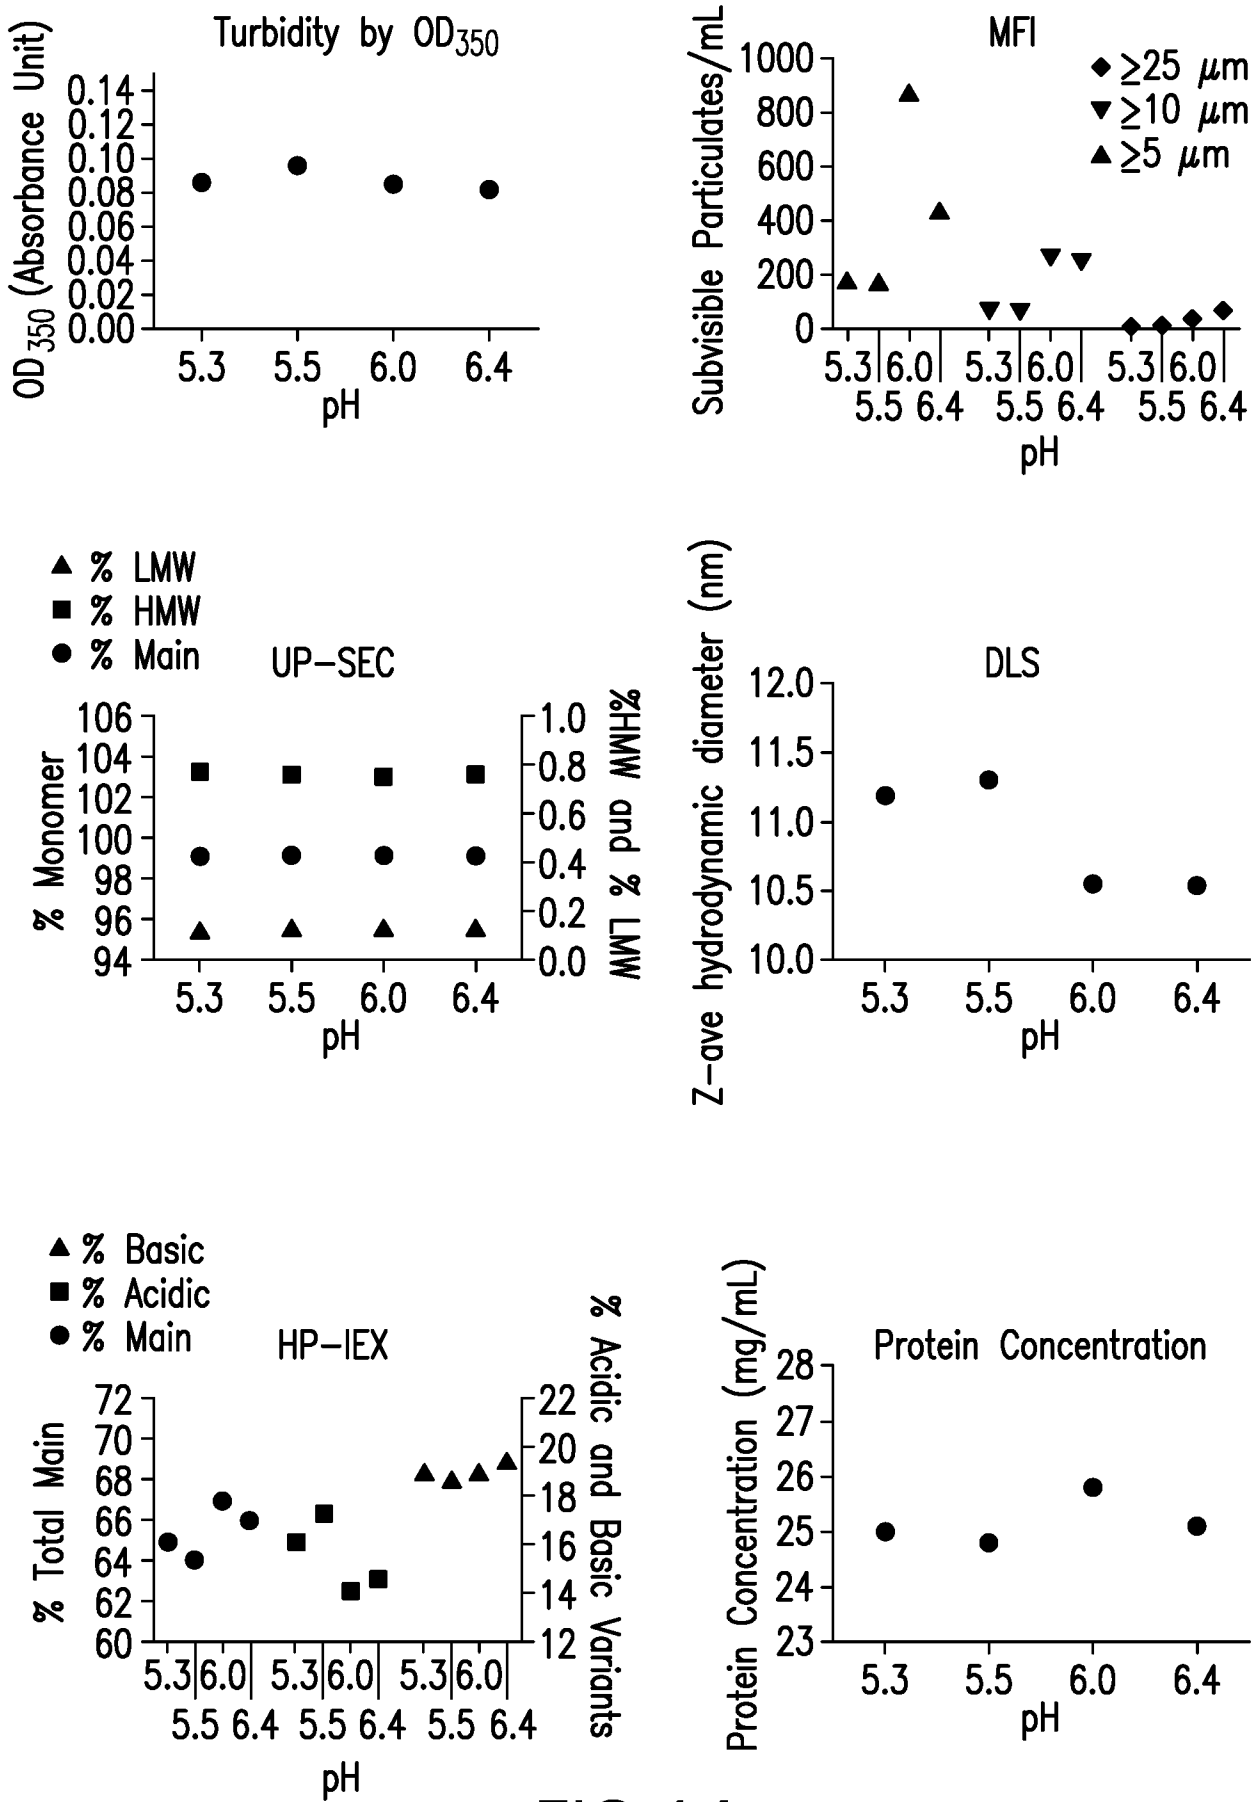 Turbidity by OD350
OD350 (Absorbance Unit)
0.14
0.12
0.10
0.08
0.06
0.04
0.02
0.00
5.3 5.5 6.0 6.4
pH
MFI
Subvisible Particulates/mL
≥25 μm
≥10 μm
≥5 μm
1000
800
600
400
200
0
5.3 6.0 5.3 6.0 5.3 6.0
5.5 6.4 5.5 6.4 5.5 6.4
pH
% LMW
% HMW
% Main
UP-SEC
% Monomer
106
104
102
100
98
96
94
1.0
0.8
0.6
0.4
0.2
0.0
%HMW and % LMW
5.3 5.5 6.0 6.4
pH
DLS
Z-ave hydrodynamic diameter (nm)
12.0
11.5
11.0
10.5
10.0
5.3 5.5 6.0 6.4
pH
% Basic
% Acidic
% Main
HP-IEX
% Total Main
72
70
68
66
64
62
60
22
20
18
16
14
12
% Acidic and Basic Variants
5.3 6.0 5.3 6.0 5.3 6.0
5.5 6.4 5.5 6.4 5.5 6.4
pH
Protein Concentration
Protein Concentration (mg/mL)
28
27
26
25
24
23
5.3 5.5 6.0 6.4
pH